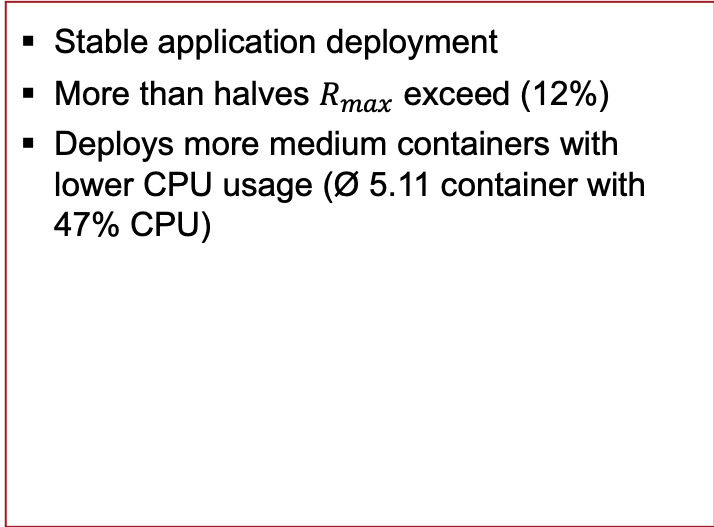 ▪ Stable application deployment
▪ More than halves Rmax exceed (12%)
▪ Deploys more medium containers with
lower CPU usage (Ø 5.11 container with
47% CPU)